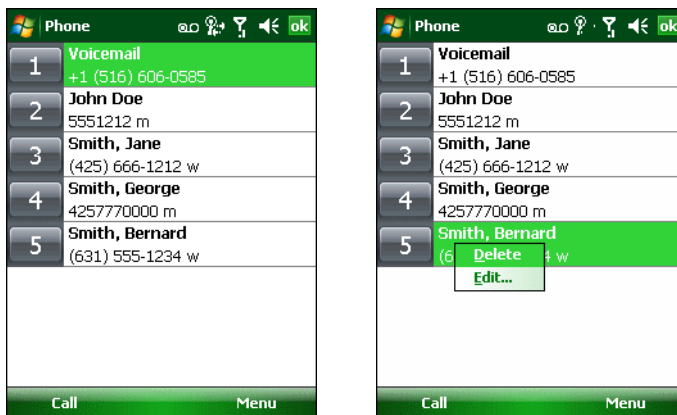 Phone ok
1 Voicemail
+1 (516) 606-0585
2 John Doe
5551212 m
3 Smith, Jane
(425) 666-1212 w
4 Smith, George
4257770000 m
5 Smith, Bernard
(631) 555-1234 w
Call Menu
Phone ok
1 Voicemail
+1 (516) 606-0585
2 John Doe
5551212 m
3 Smith, Jane
(425) 666-1212 w
4 Smith, George
4257770000 m
5 Smith, Bernard
(6 Delete 4 w
Edit...
Call Menu